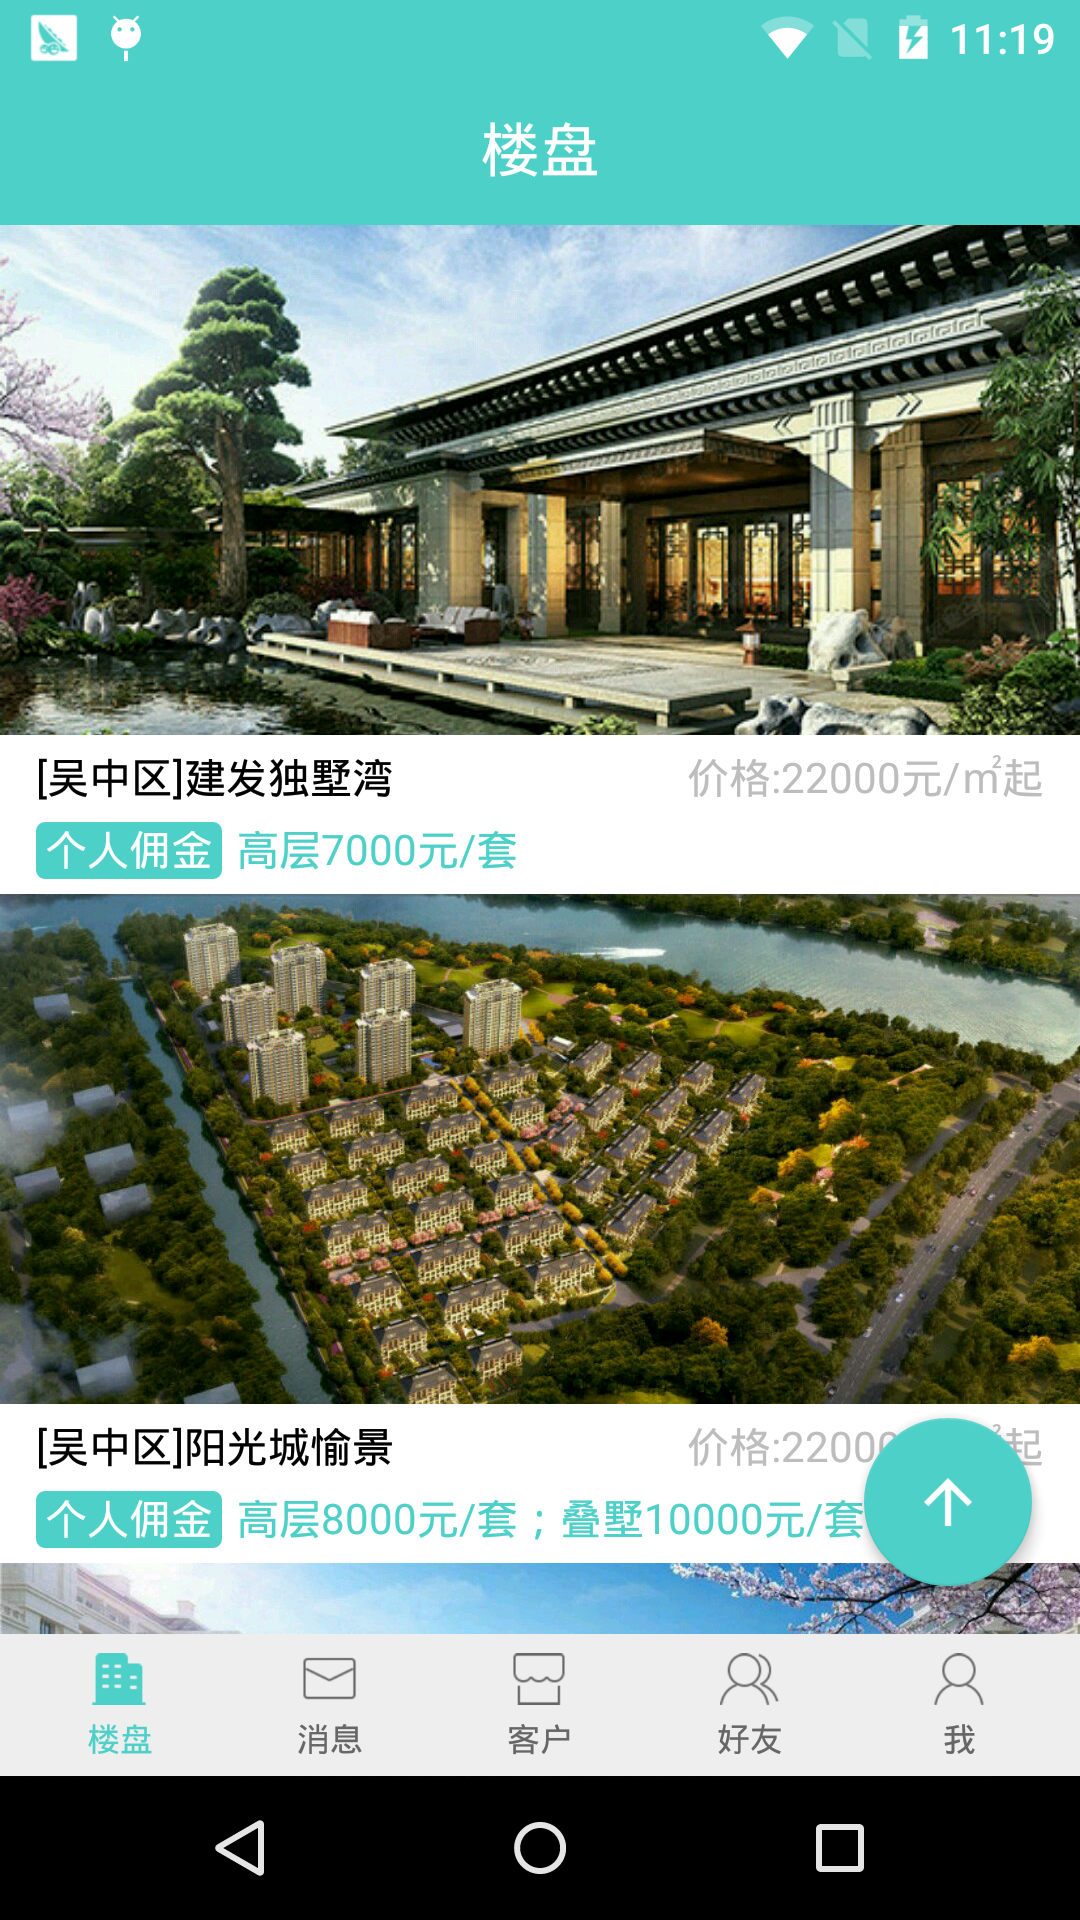 11:19
楼盘
[吴中区]建发独墅湾
价格:22000元/㎡起
个人佣金 高层7000元/套
[吴中区]阳光城愉景
价格:2200 起
个人佣金 高层8000元/套；叠墅10000元/套
楼盘
消息
客户
好友
我